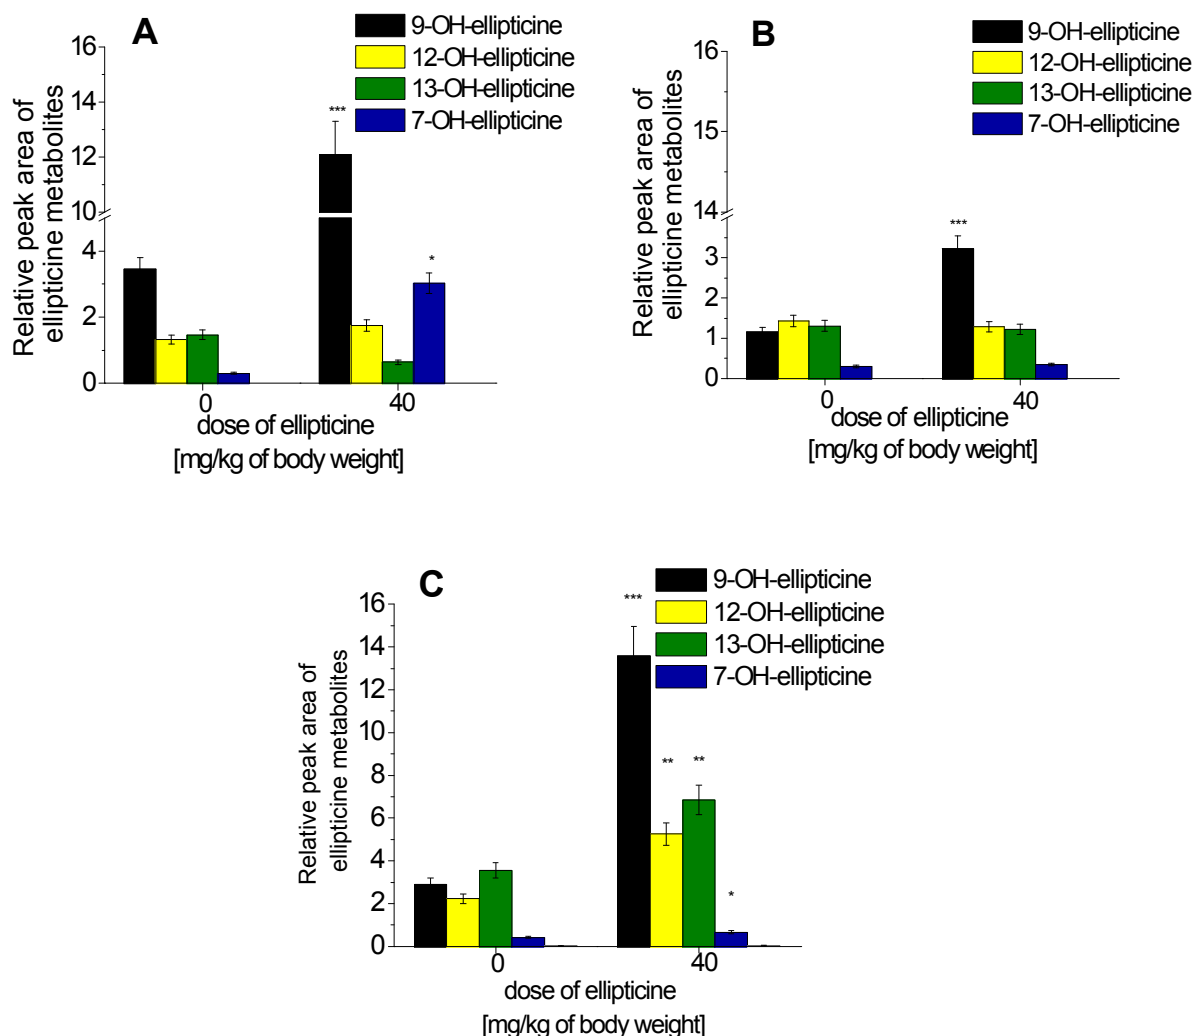 A
9-OH-ellipticine
12-OH-ellipticine
13-OH-ellipticine
7-OH-ellipticine
Relative peak area of
ellipticine metabolites
16
14
12
10
4
2
0
***
*
0
40
dose of ellipticine
[mg/kg of body weight]
B
9-OH-ellipticine
12-OH-ellipticine
13-OH-ellipticine
7-OH-ellipticine
Relative peak area of
ellipticine metabolites
16
15
14
3
2
1
0
***
0
40
dose of ellipticine
[mg/kg of body weight]
C
9-OH-ellipticine
12-OH-ellipticine
13-OH-ellipticine
7-OH-ellipticine
Relative peak area of
ellipticine metabolites
16
14
12
10
8
6
4
2
0
***
**
**
*
0
40
dose of ellipticine
[mg/kg of body weight]